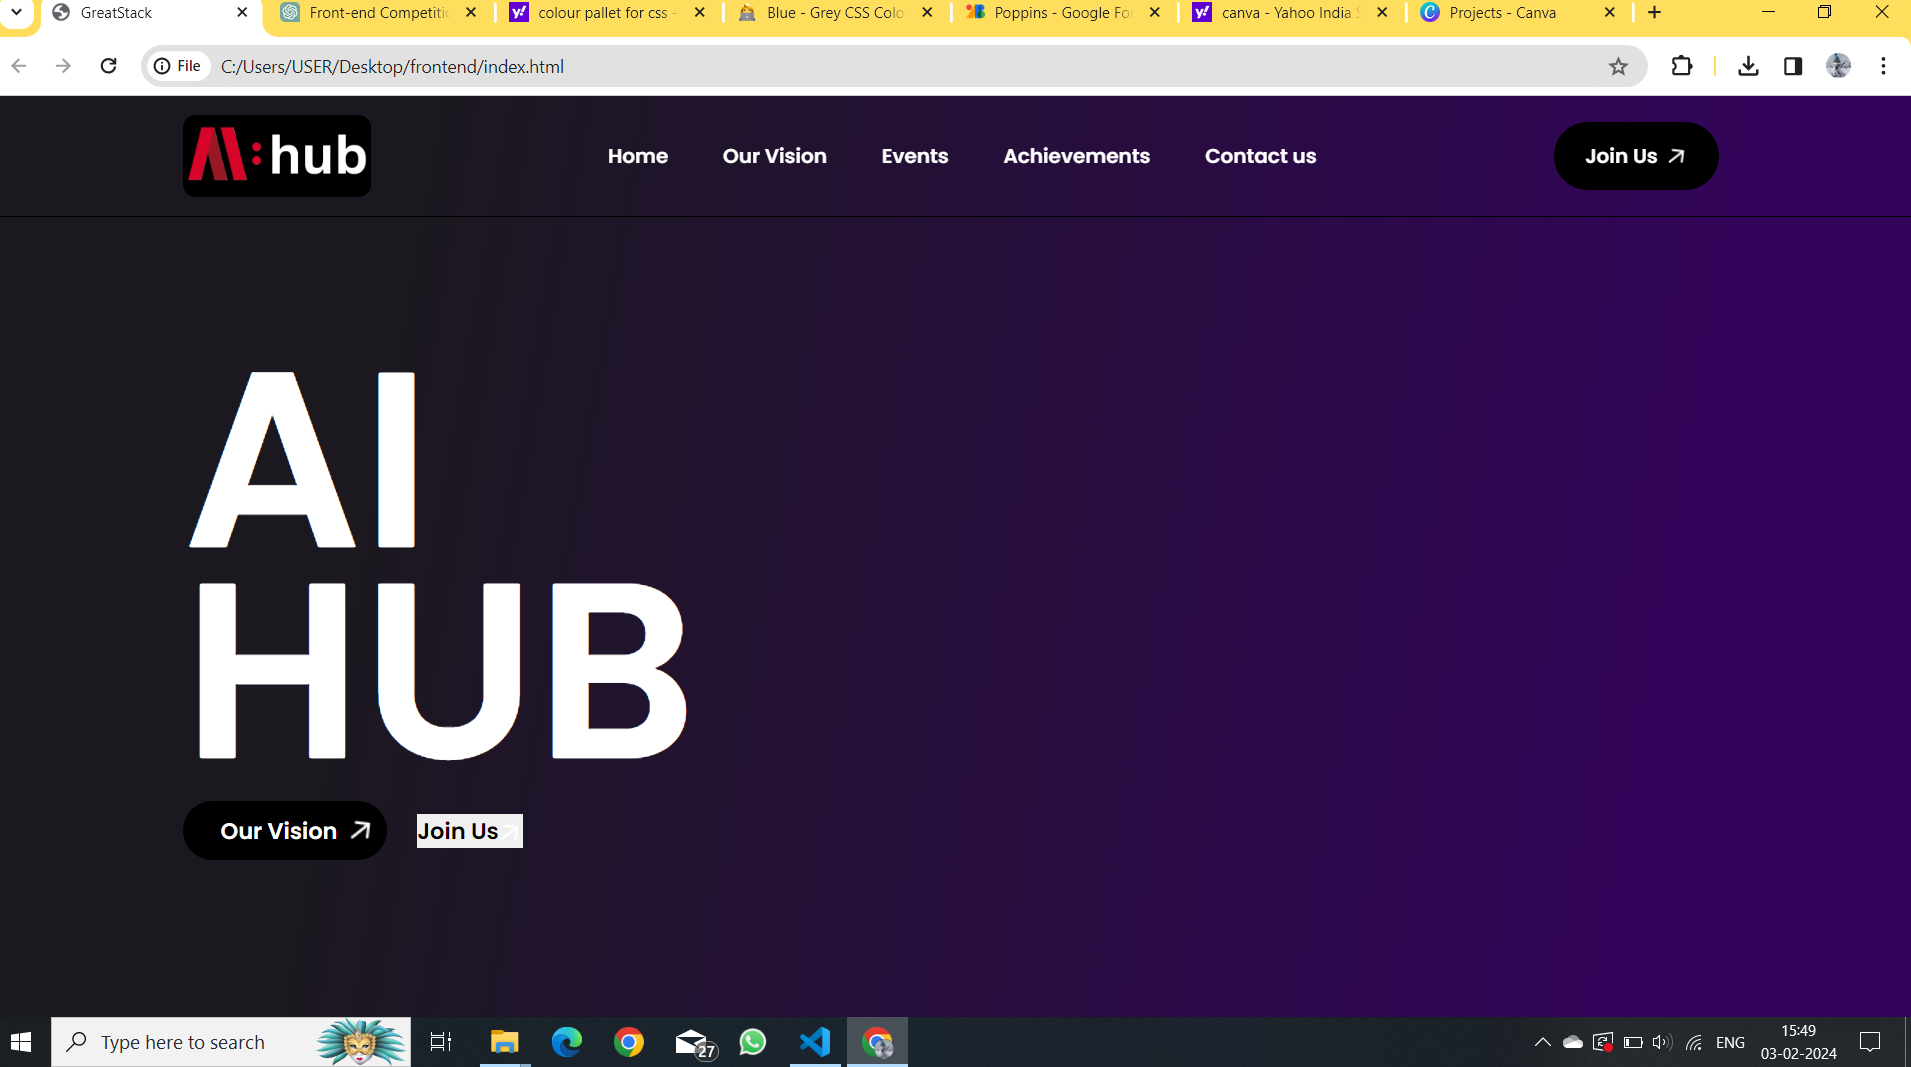 GreatStack
Front-end Competitic
colour pallet for css -
Blue - Grey CSS Colo
Poppins - Google For
canva - Yahoo India S
Projects - Canva
File
C:/Users/USER/Desktop/frontend/index.html
:hub
Home
Our Vision
Events
Achievements
Contact us
Join Us
AI
HUB
Our Vision
Join Us
Type here to search
27
ENG
15:49
03-02-2024